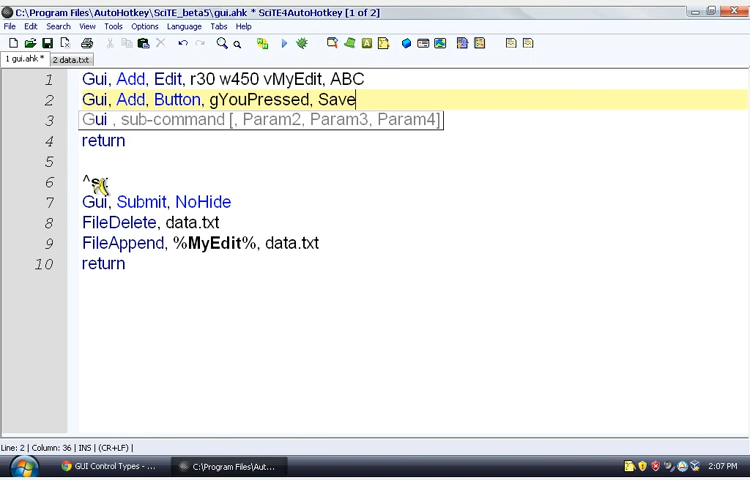 C:\Program Files\AutoHotkey\SciTE_beta5\gui.ahk * SciTE4AutoHotkey [1 of 2]
File Edit Search View Tools Debug Options Language Tabs Help
1 gui.ahk * 2 data.txt
1 Gui, Add, Edit, r30 w450 vMyEdit, ABC
2 Gui, Add, Button, gYouPressed, Save
3 Gui , sub-command [, Param2, Param3, Param4]
4 return
5
6 ^s::
7 Gui, Submit, NoHide
8 FileDelete, data.txt
9 FileAppend, %MyEdit%, data.txt
10 return
Line: 2 | Column: 36 | INS | (CR+LF) |
GUI Control Types - ... C:\Program Files\Aut... 2:07 PM